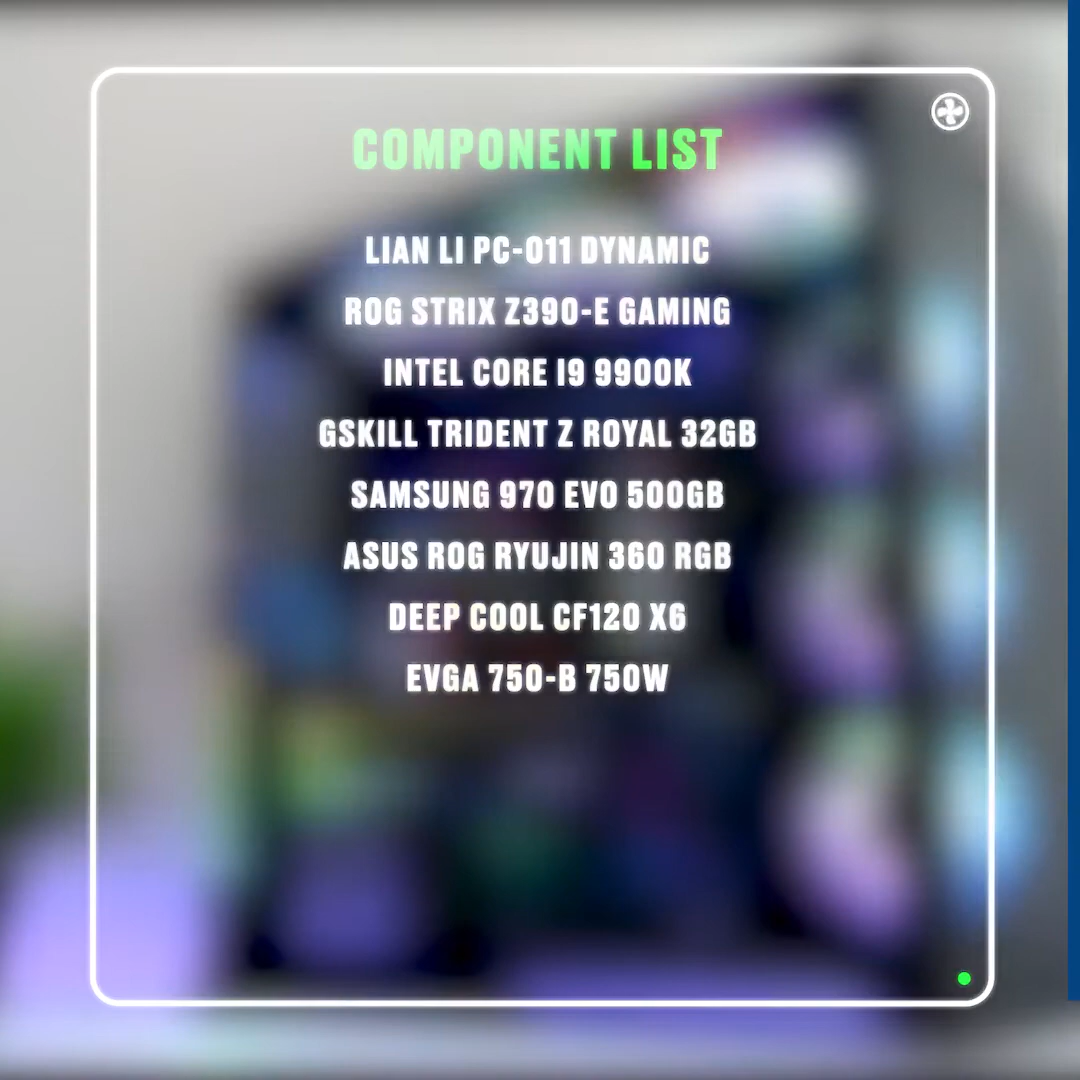 COMPONENT LIST
LIAN LI PC-O11 DYNAMIC
ROG STRIX Z390-E GAMING
INTEL CORE I9 9900K
GSKILL TRIDENT Z ROYAL 32GB
SAMSUNG 970 EVO 500GB
ASUS ROG RYUJIN 360 RGB
DEEP COOL CF120 X6
EVGA 750-B 750W